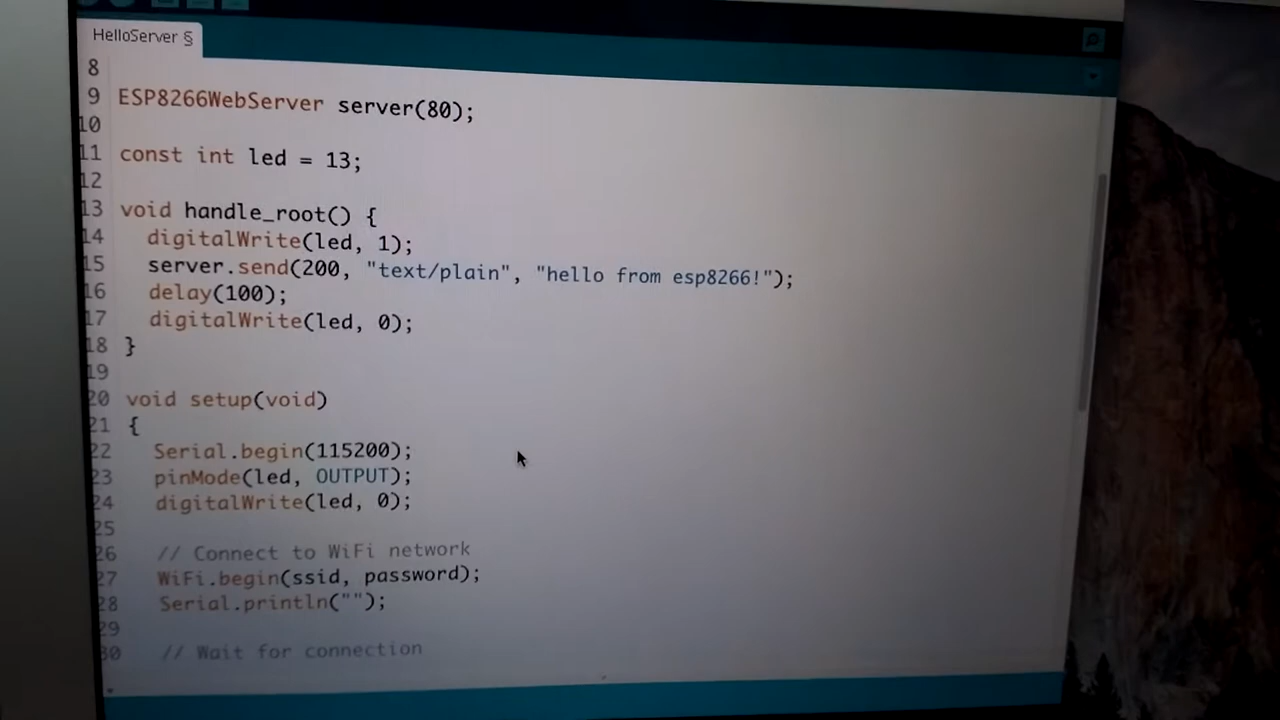 HelloServer §
8
9 ESP8266WebServer server(80);
10
11 const int led = 13;
12
13 void handle_root() {
14 digitalWrite(led, 1);
15 server.send(200, "text/plain", "hello from esp8266!");
16 delay(100);
17 digitalWrite(led, 0);
18 }
19
20 void setup(void)
21 {
22 Serial.begin(115200);
23 pinMode(led, OUTPUT);
24 digitalWrite(led, 0);
25
26 // Connect to WiFi network
27 WiFi.begin(ssid, password);
28 Serial.println("");
29
30 // Wait for connection